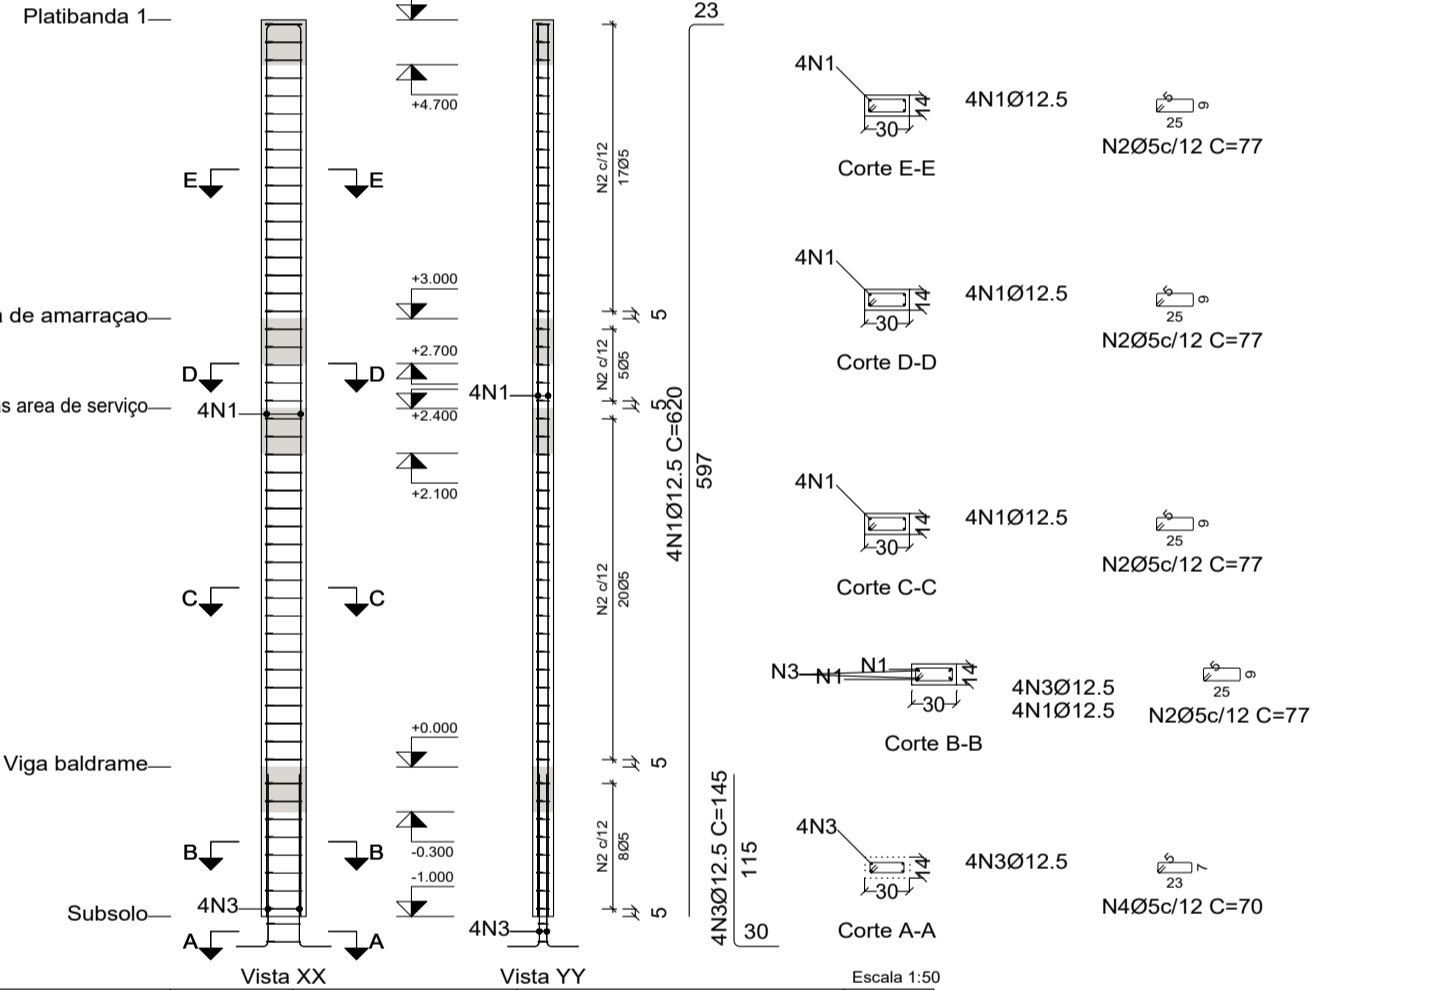 Platibanda 1
23
+4.700
N2 c/12
17Ø5
E
E
+3.000
de amarraçao
5
+2.700
N2 c/12
5Ø5
D
D
area de serviço
4N1
4N1
+2.400
5
+2.100
4N1Ø12.5 C=620
597
N2 c/12
20Ø5
C
C
+0.000
Viga baldrame
5
N2 c/12
8Ø5
B
B
-0.300
-1.000
4N3
Subsolo
5
4N3
A
A
4N3Ø12.5 C=145
115
30
Vista XX
Vista YY
Escala 1:50
4N1
14
30
4N1Ø12.5
5
9
25
N2Ø5c/12 C=77
Corte E-E
4N1
14
30
4N1Ø12.5
5
9
25
N2Ø5c/12 C=77
Corte D-D
4N1
14
30
4N1Ø12.5
5
9
25
N2Ø5c/12 C=77
Corte C-C
N3
N1
N1
14
30
4N3Ø12.5
4N1Ø12.5
5
9
25
N2Ø5c/12 C=77
Corte B-B
4N3
14
30
4N3Ø12.5
5
7
23
N4Ø5c/12 C=70
Corte A-A